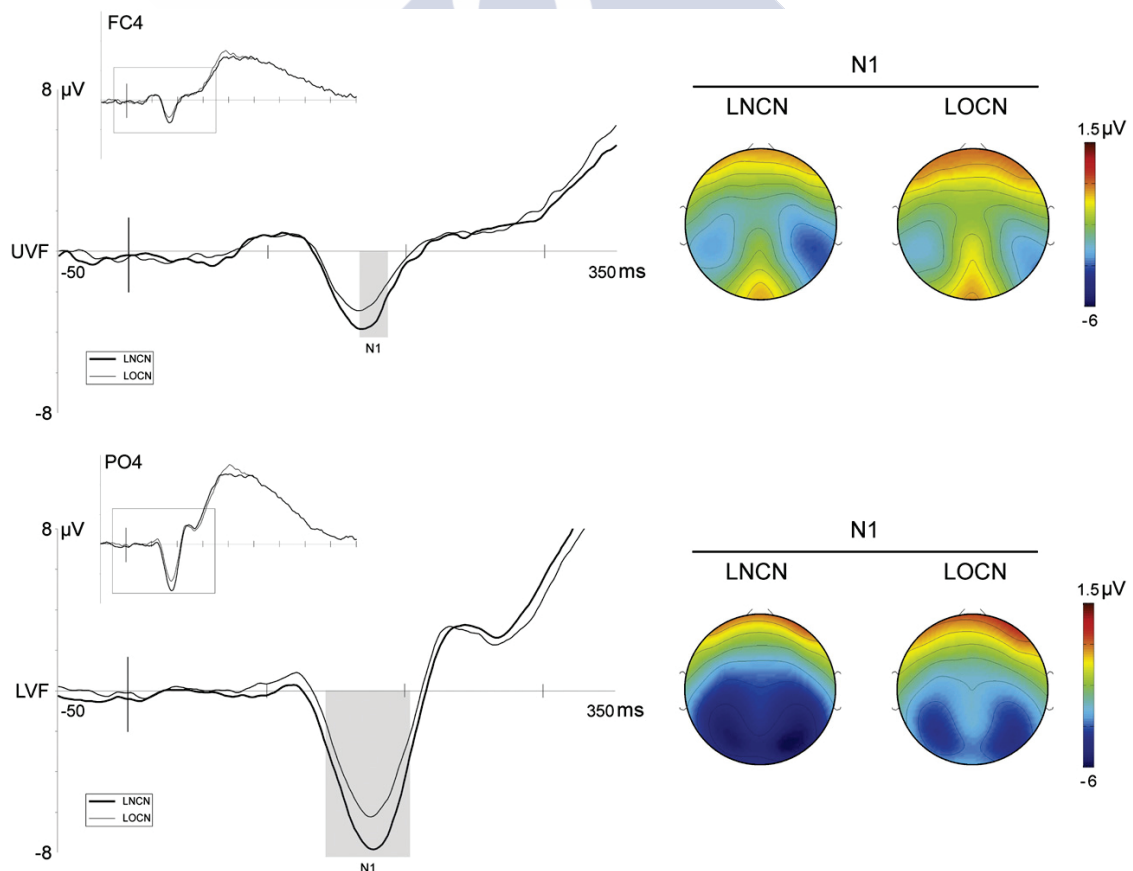 FC4
8 μV
UVF
-50
350 ms
N1
LNCN
LOCN
-8
N1
LNCN
LOCN
1.5 μV
-6
PO4
8 μV
LVF
-50
350 ms
LNCN
LOCN
-8
N1
N1
LNCN
LOCN
1.5 μV
-6